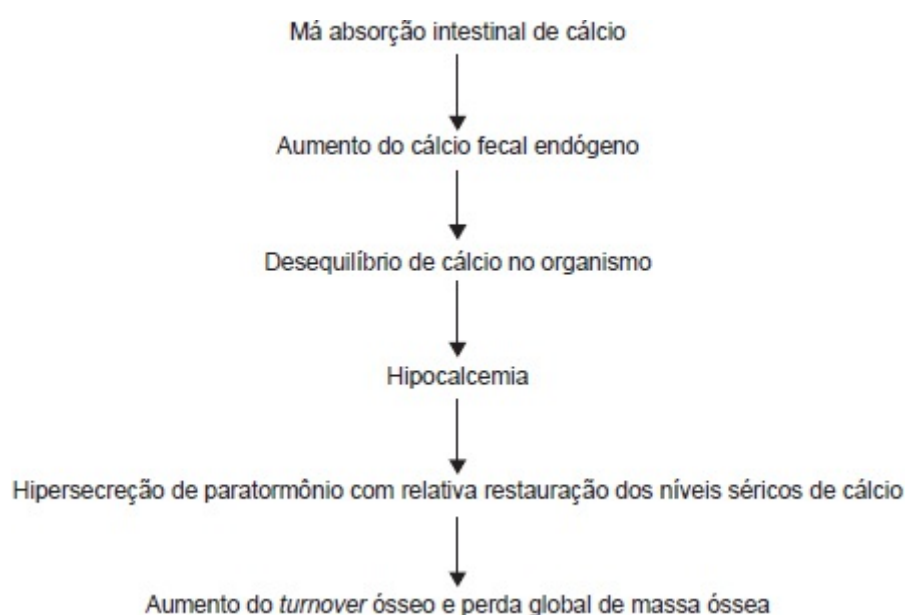 Má absorção intestinal de cálcio
Aumento do cálcio fecal endógeno
Desequilíbrio de cálcio no organismo
Hipocalcemia
Hipersecreção de paratormônio com relativa restauração dos níveis séricos de cálcio
Aumento do turnover ósseo e perda global de massa óssea